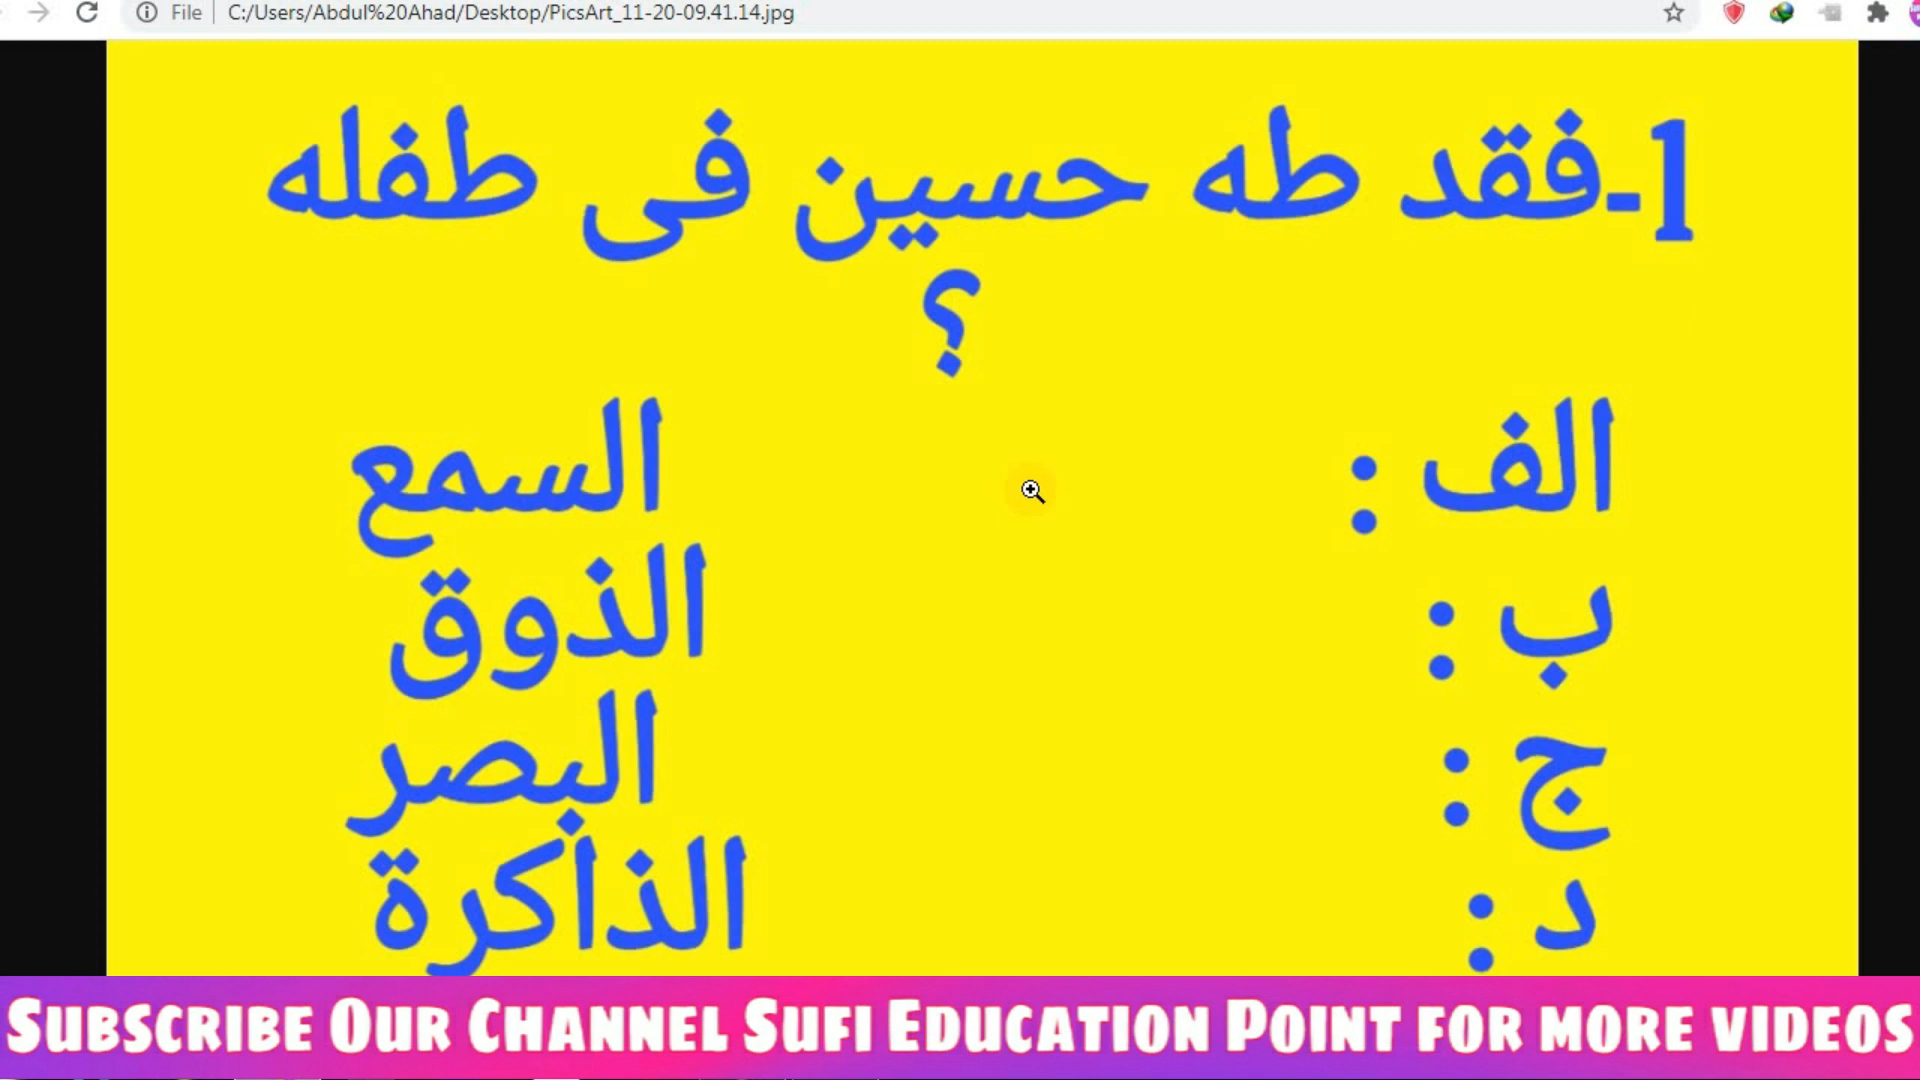 File C:/Users/Abdul%20Ahad/Desktop/PicsArt_11-20-09.41.14.jpg
1-فقد طه حسين فى طفله
؟
الف : السمع
ب : الذوق
ج : البصر
د : الذاكرة
SUBSCRIBE OUR CHANNEL SUFI EDUCATION POINT FOR MORE VIDEOS